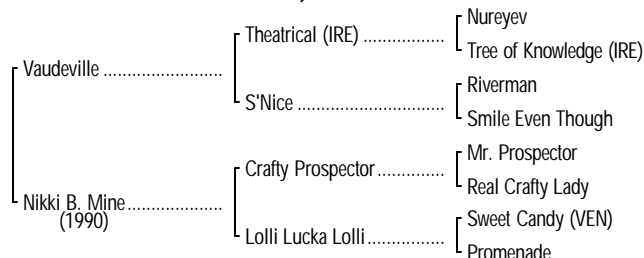 Nureyev
Theatrical (IRE) .................
Tree of Knowledge (IRE)
Vaudeville .........................
Riverman
S'Nice ...............................
Smile Even Though
Mr. Prospector
Crafty Prospector ..............
Real Crafty Lady
Nikki B. Mine ....................
(1990)
Sweet Candy (VEN)
Lolli Lucka Lolli ................
Promenade